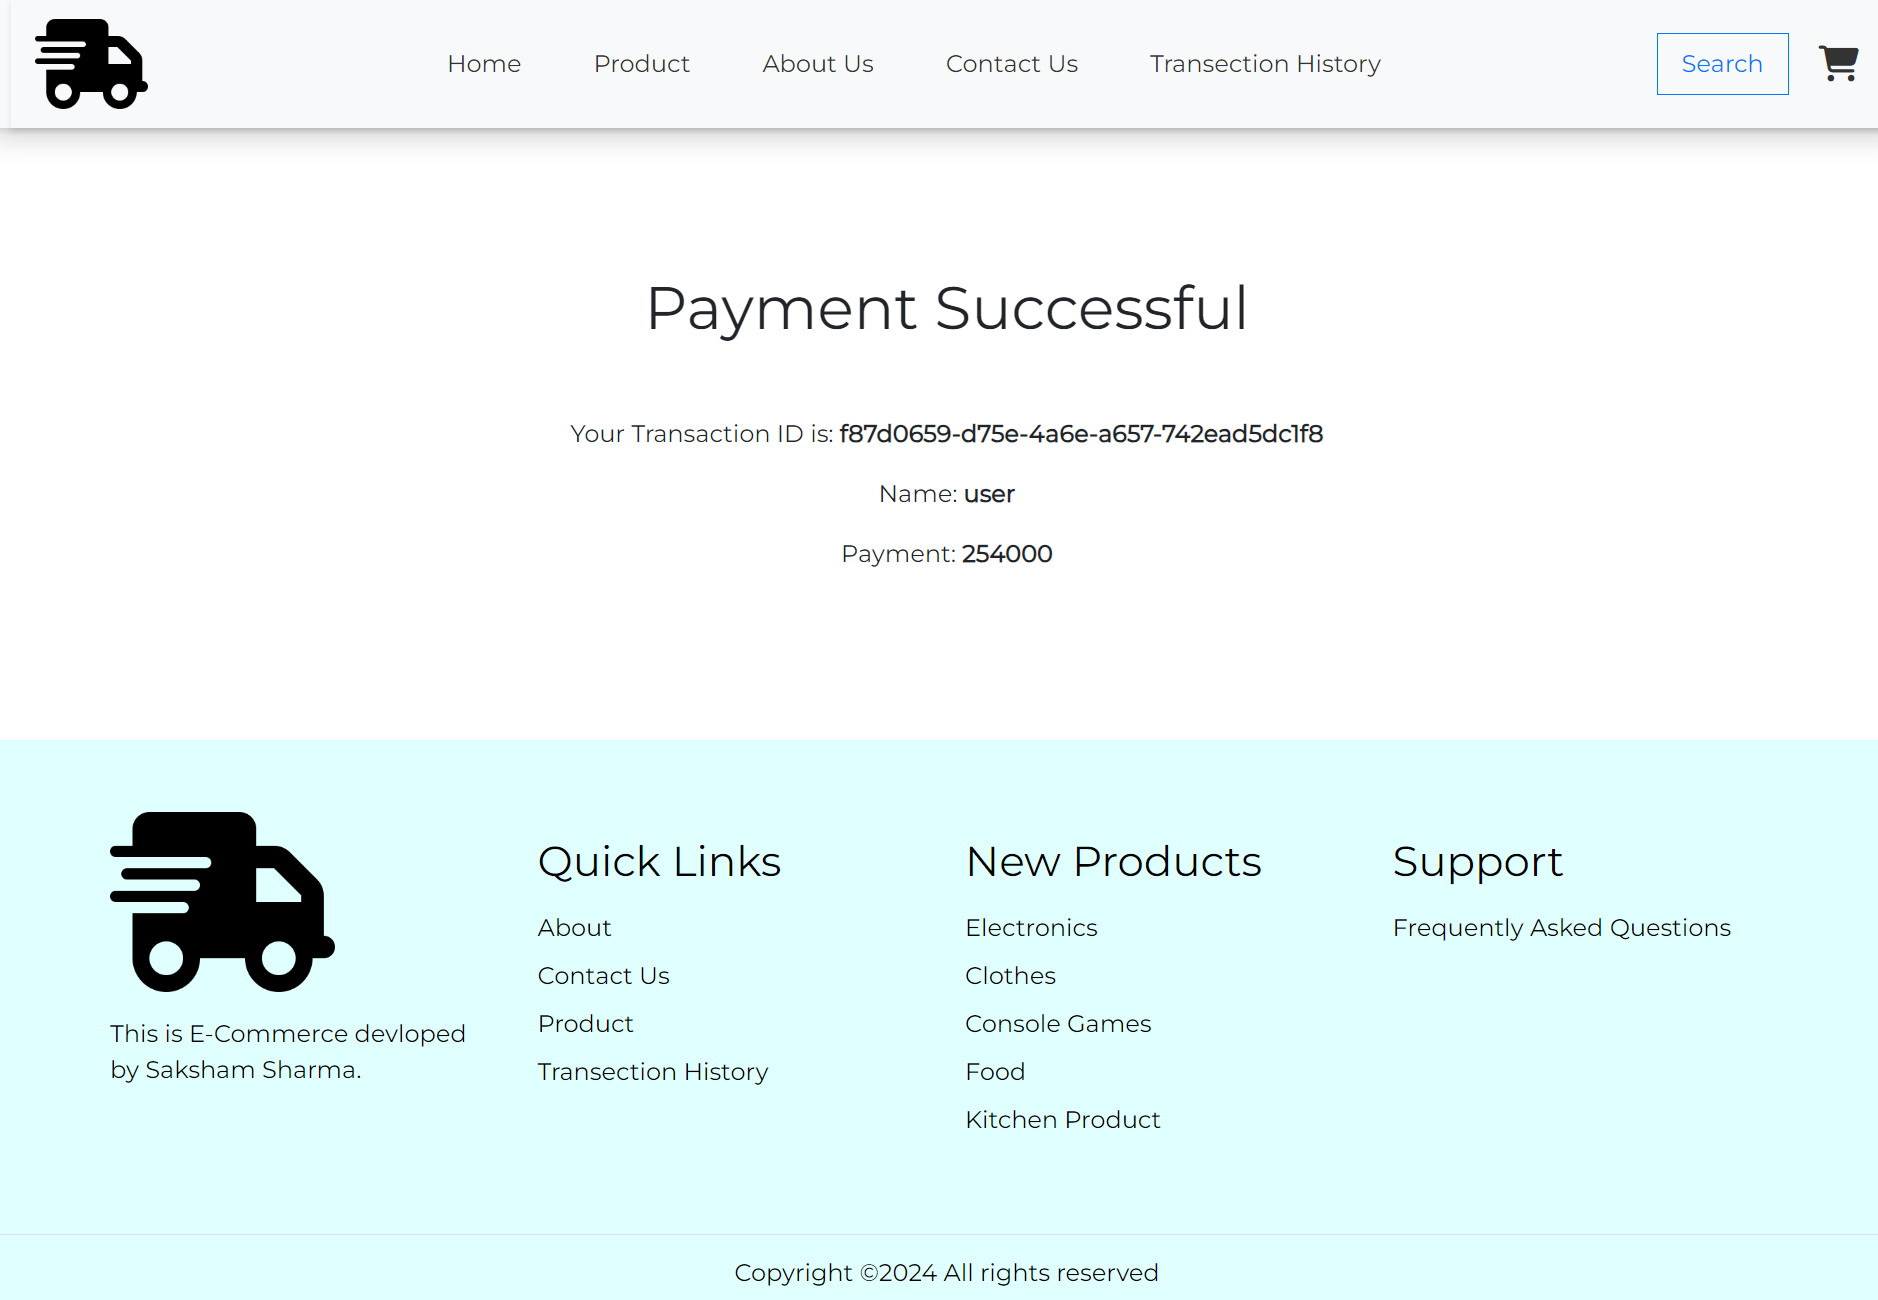 Home Product About Us Contact Us Transection History Search
Payment Successful
Your Transaction ID is: f87d0659-d75e-4a6e-a657-742ead5dc1f8
Name: user
Payment: 254000
This is E-Commerce devloped
by Saksham Sharma.
Quick Links
About
Contact Us
Product
Transection History
New Products
Electronics
Clothes
Console Games
Food
Kitchen Product
Support
Frequently Asked Questions
Copyright ©2024 All rights reserved